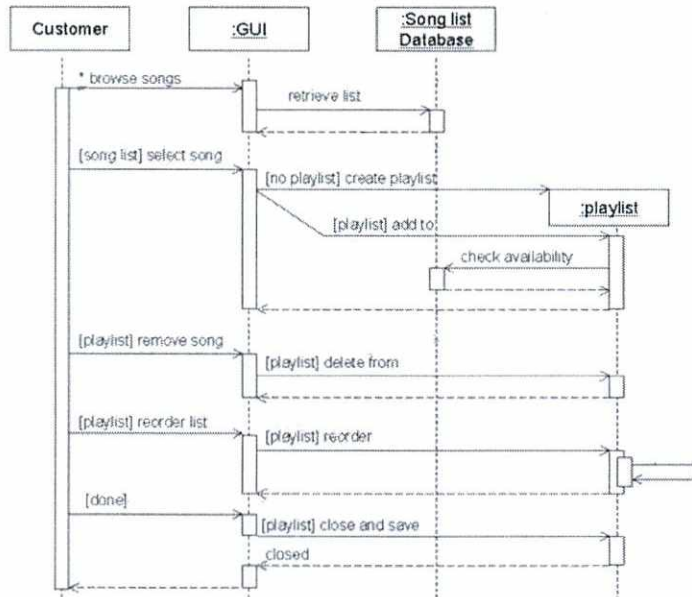 Customer
:GUI
:Song list
Database
* browse songs
retrieve list
[song list] select song
[no playlist] create playlist
:playlist
[playlist] add to
check availability
[playlist] remove song
[playlist] delete from
[playlist] reorder list
[playlist] reorder
[done]
[playlist] close and save
closed